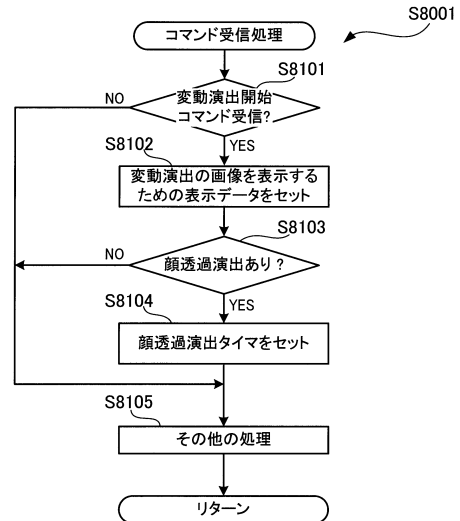 S8001
コマンド受信処理
S8101
変動演出開始
コマンド受信?
NO
YES
S8102
変動演出の画像を表示する
ための表示データをセット
S8103
顔透過演出あり?
NO
YES
S8104
顔透過演出タイマをセット
S8105
その他の処理
リターン